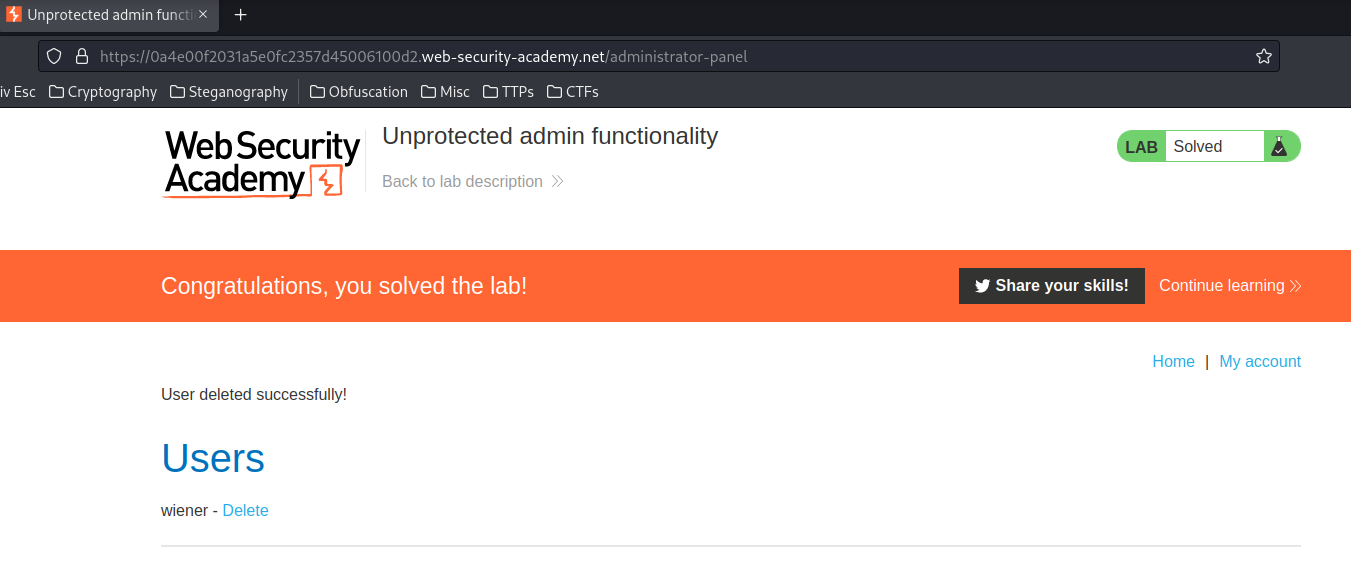 Unprotected admin functi
https://0a4e00f2031a5e0fc2357d45006100d2.web-security-academy.net/administrator-panel
iv Esc Cryptography Steganography Obfuscation Misc TTPs CTFs
Web Security
Academy
Unprotected admin functionality
Back to lab description
LAB Solved
Congratulations, you solved the lab!
Share your skills! Continue learning
Home | My account
User deleted successfully!
Users
wiener - Delete